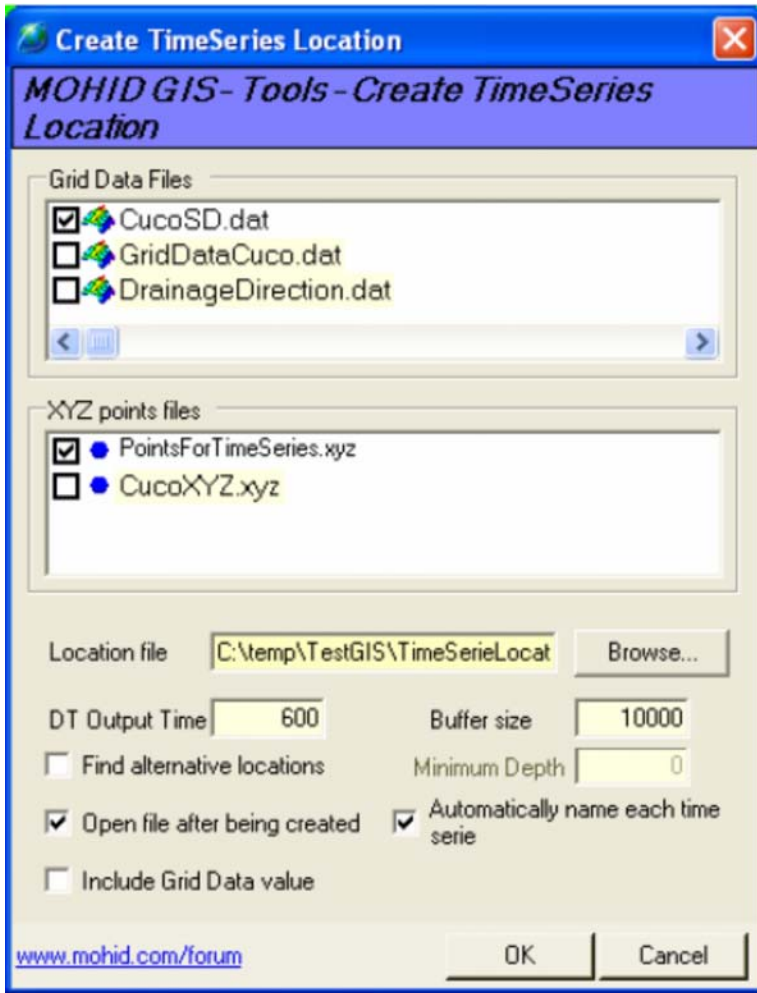 Create TimeSeries Location
MOHID GIS - Tools - Create TimeSeries
Location
Grid Data Files
CucoSD.dat
GridDataCuco.dat
DrainageDirection.dat
XYZ points files
PointsForTimeSeries.xyz
CucoXYZ.xyz
Location file C:\temp\TestGIS\TimeSerieLocat Browse...
DT Output Time 600 Buffer size 10000
Find alternative locations Minimum Depth 0
Open file after being created Automatically name each time
serie
Include Grid Data value
www.mohid.com/forum OK Cancel